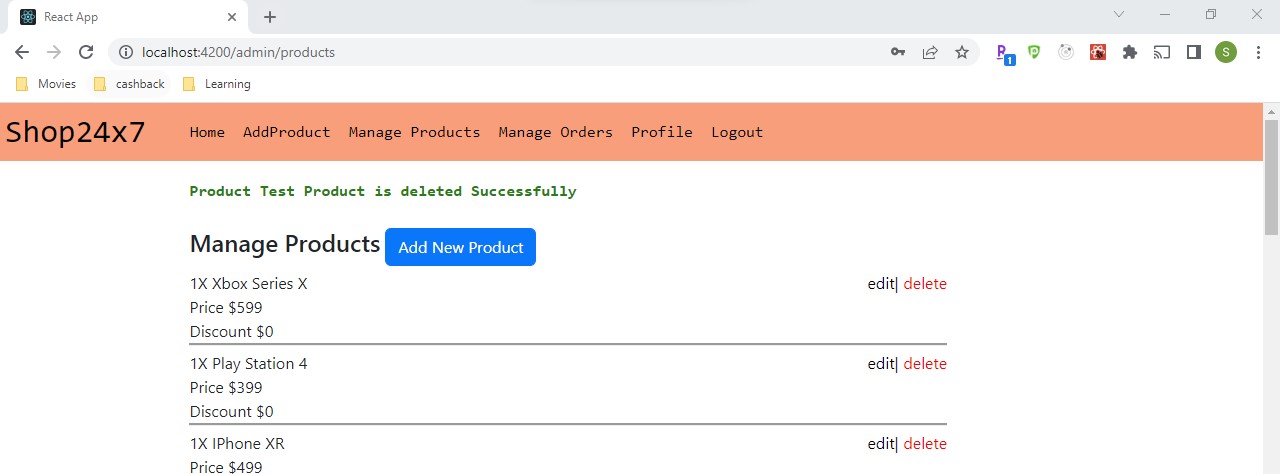 React App
localhost:4200/admin/products
1
S
Movies cashback Learning
Shop24x7 Home AddProduct Manage Products Manage Orders Profile Logout
Product Test Product is deleted Successfully
Manage Products Add New Product
1X Xbox Series X edit| delete
Price $599
Discount $0
1X Play Station 4 edit| delete
Price $399
Discount $0
1X IPhone XR edit| delete
Price $499